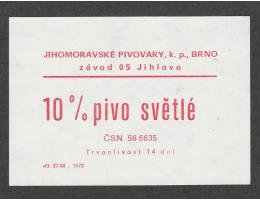 JIHOMORAVSKÉ PIVOVARY, k. p., BRNO
závod 05 Jihlava
10% pivo světlé
ČSN 56 6635
Trvanlivost 14 dní